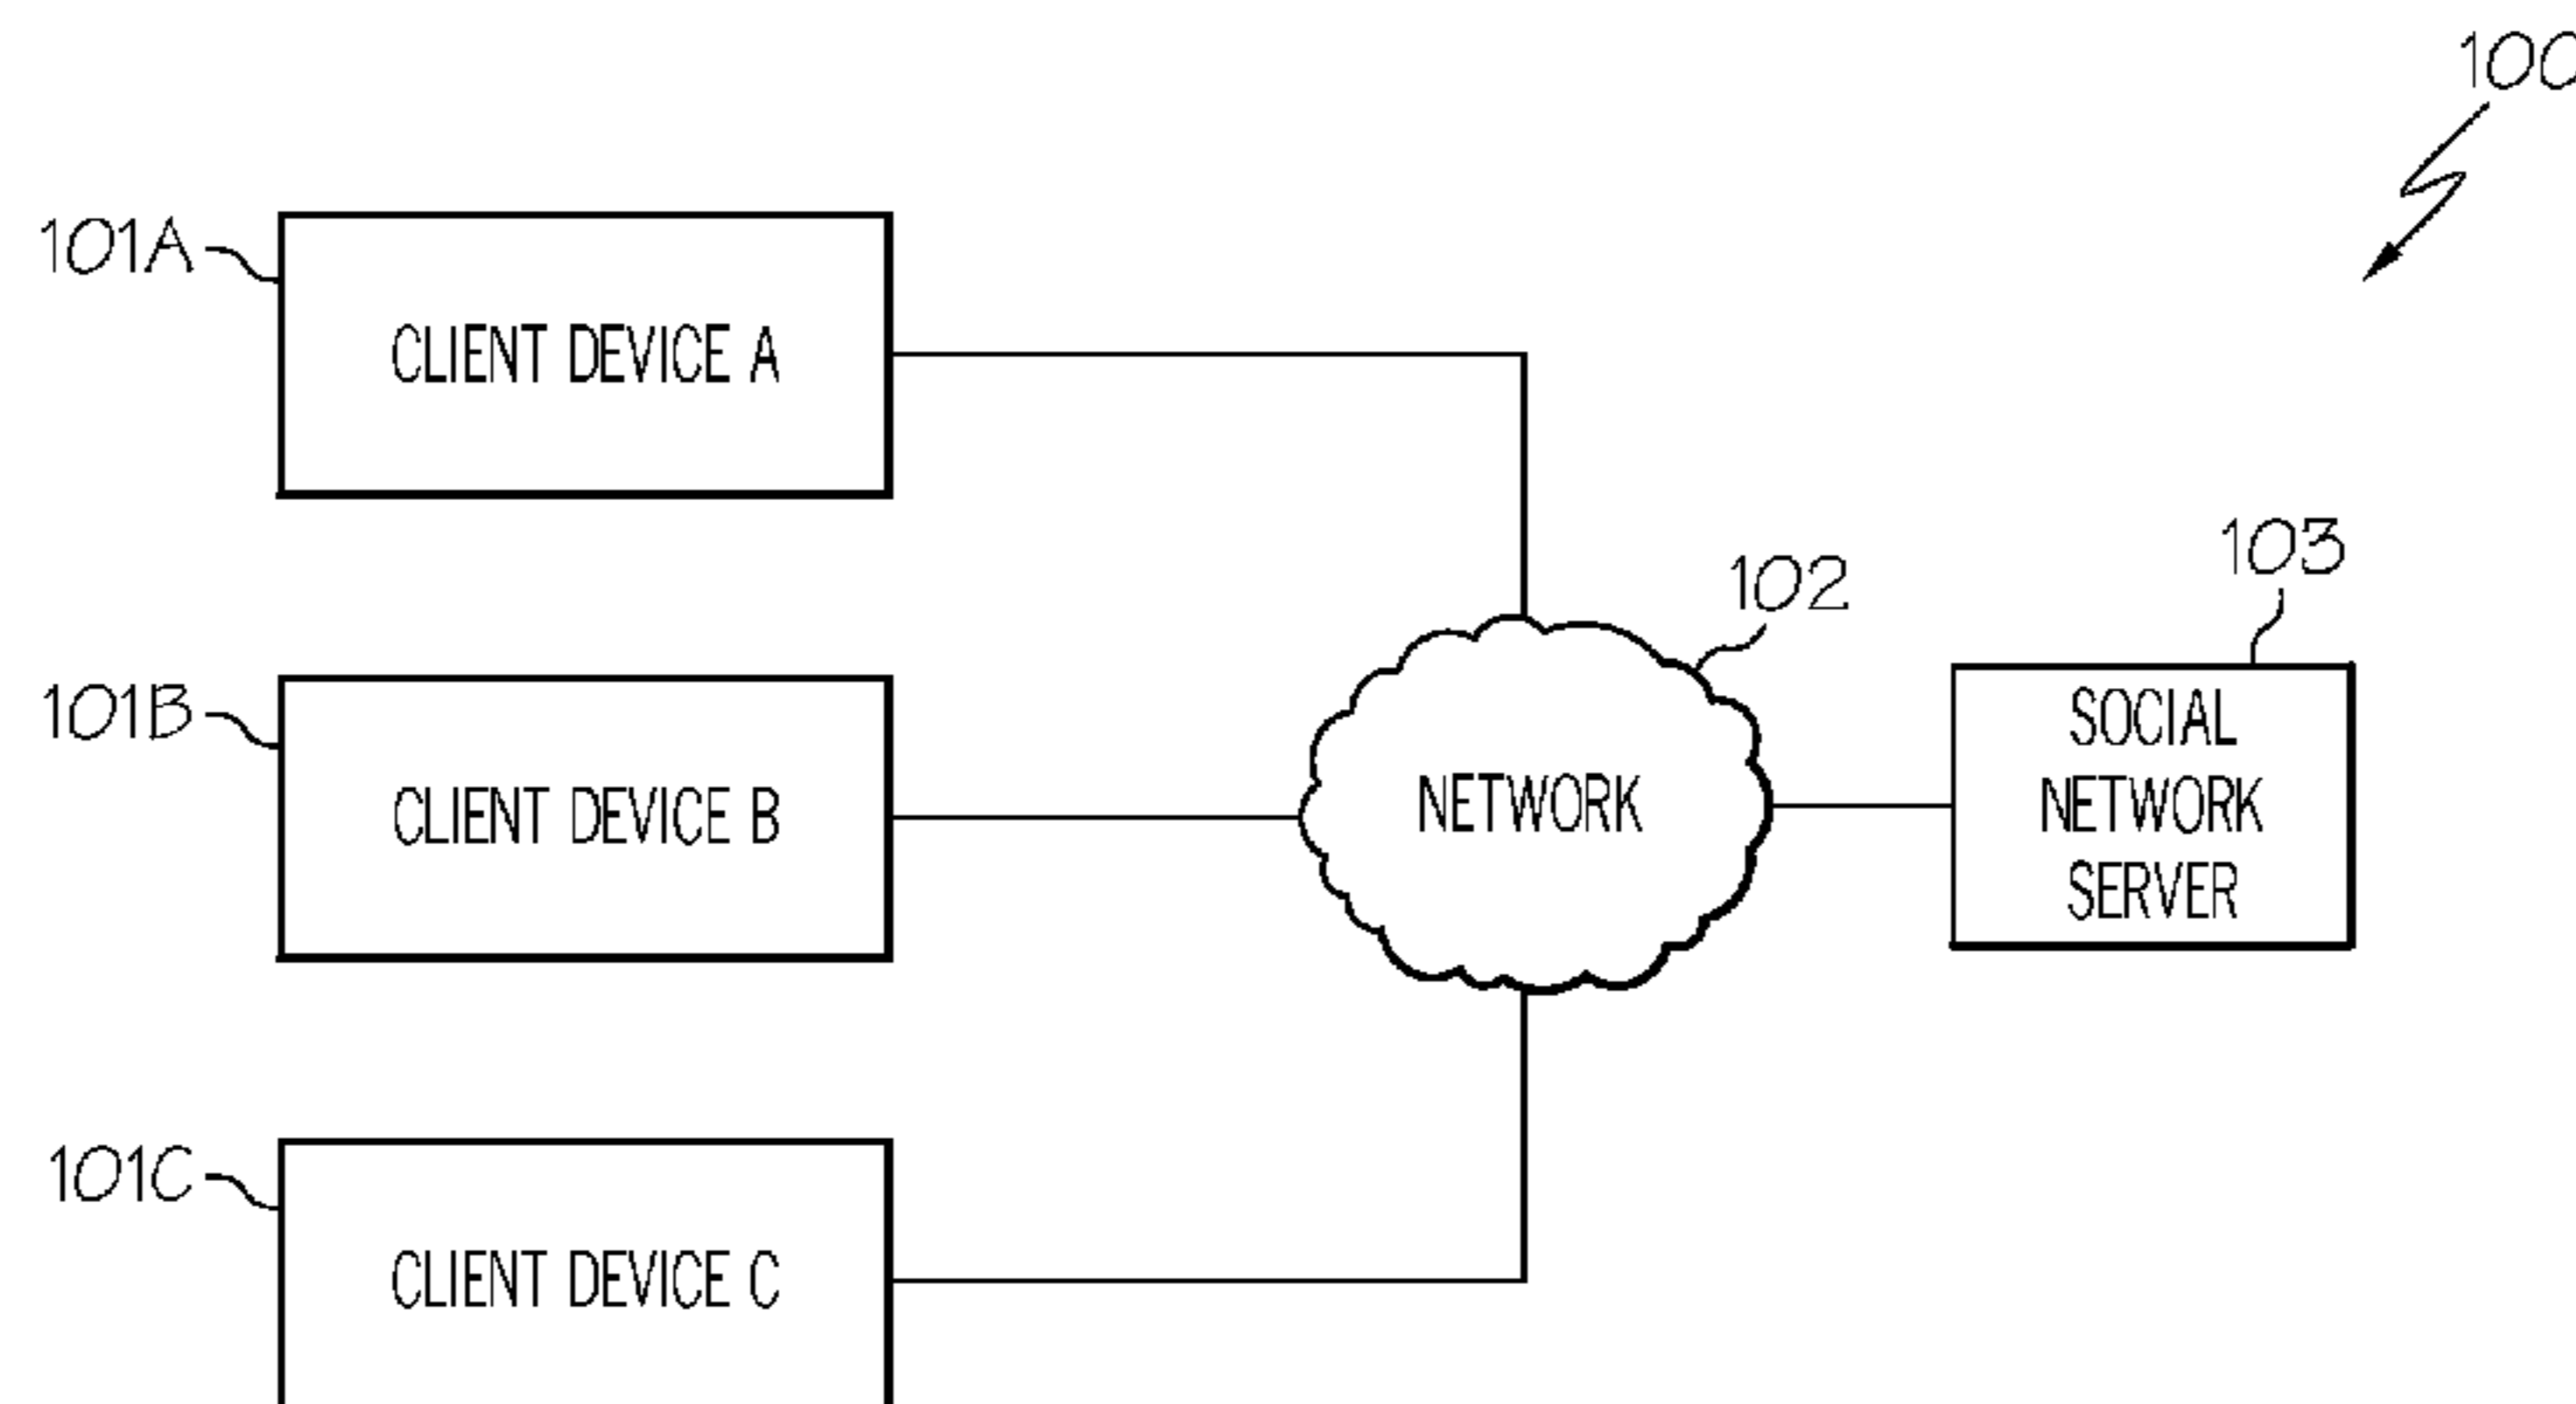 100
101A
CLIENT DEVICE A
103
102
101B
SOCIAL
NETWORK
SERVER
CLIENT DEVICE B
NETWORK
101C
CLIENT DEVICE C